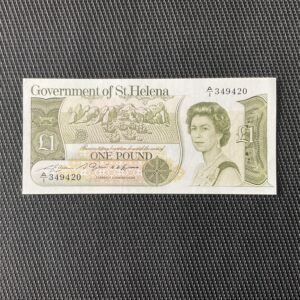 Government of St. Helena
A/1 349420
£1
£1
ONE POUND
A/1 349420